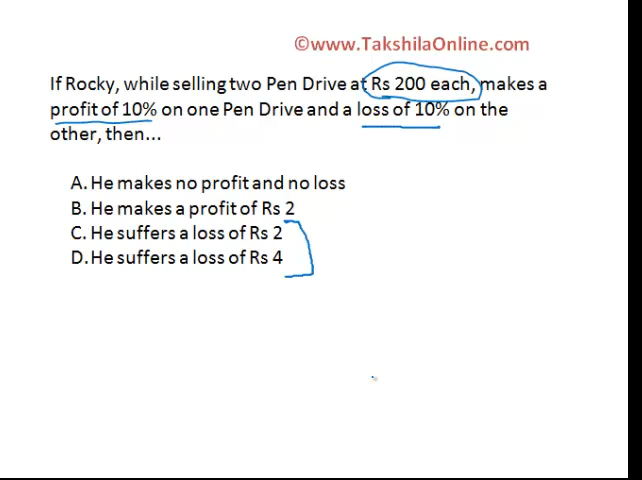 ©www.TakshilaOnline.com
If Rocky, while selling two Pen Drive at Rs 200 each, makes a
profit of 10% on one Pen Drive and a loss of 10% on the
other, then...
A. He makes no profit and no loss
B. He makes a profit of Rs 2
C. He suffers a loss of Rs 2
D. He suffers a loss of Rs 4